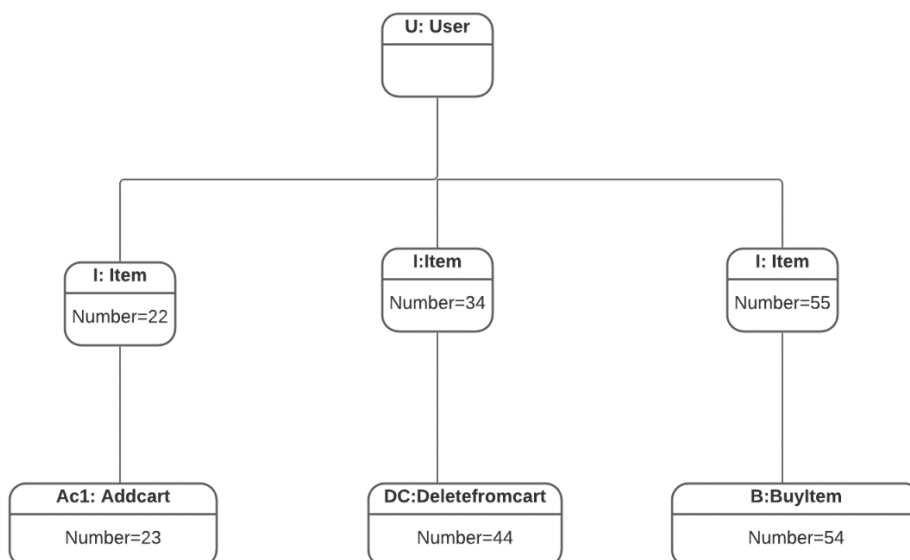 U: User
I: Item
Number=22
I:Item
Number=34
I: Item
Number=55
Ac1: Addcart
Number=23
DC:Deletefromcart
Number=44
B:BuyItem
Number=54